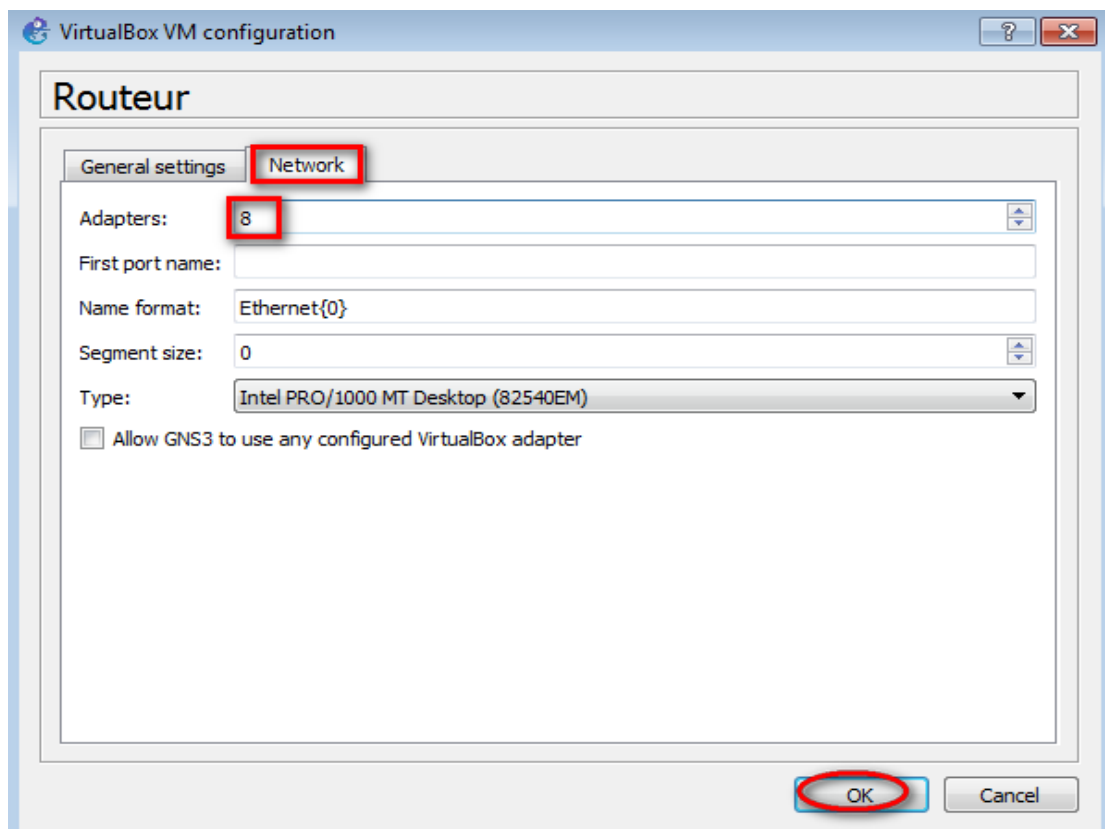 VirtualBox VM configuration
Routeur
General settings
Network
Adapters: 8
First port name:
Name format: Ethernet{0}
Segment size: 0
Type: Intel PRO/1000 MT Desktop (82540EM)
Allow GNS3 to use any configured VirtualBox adapter
OK Cancel